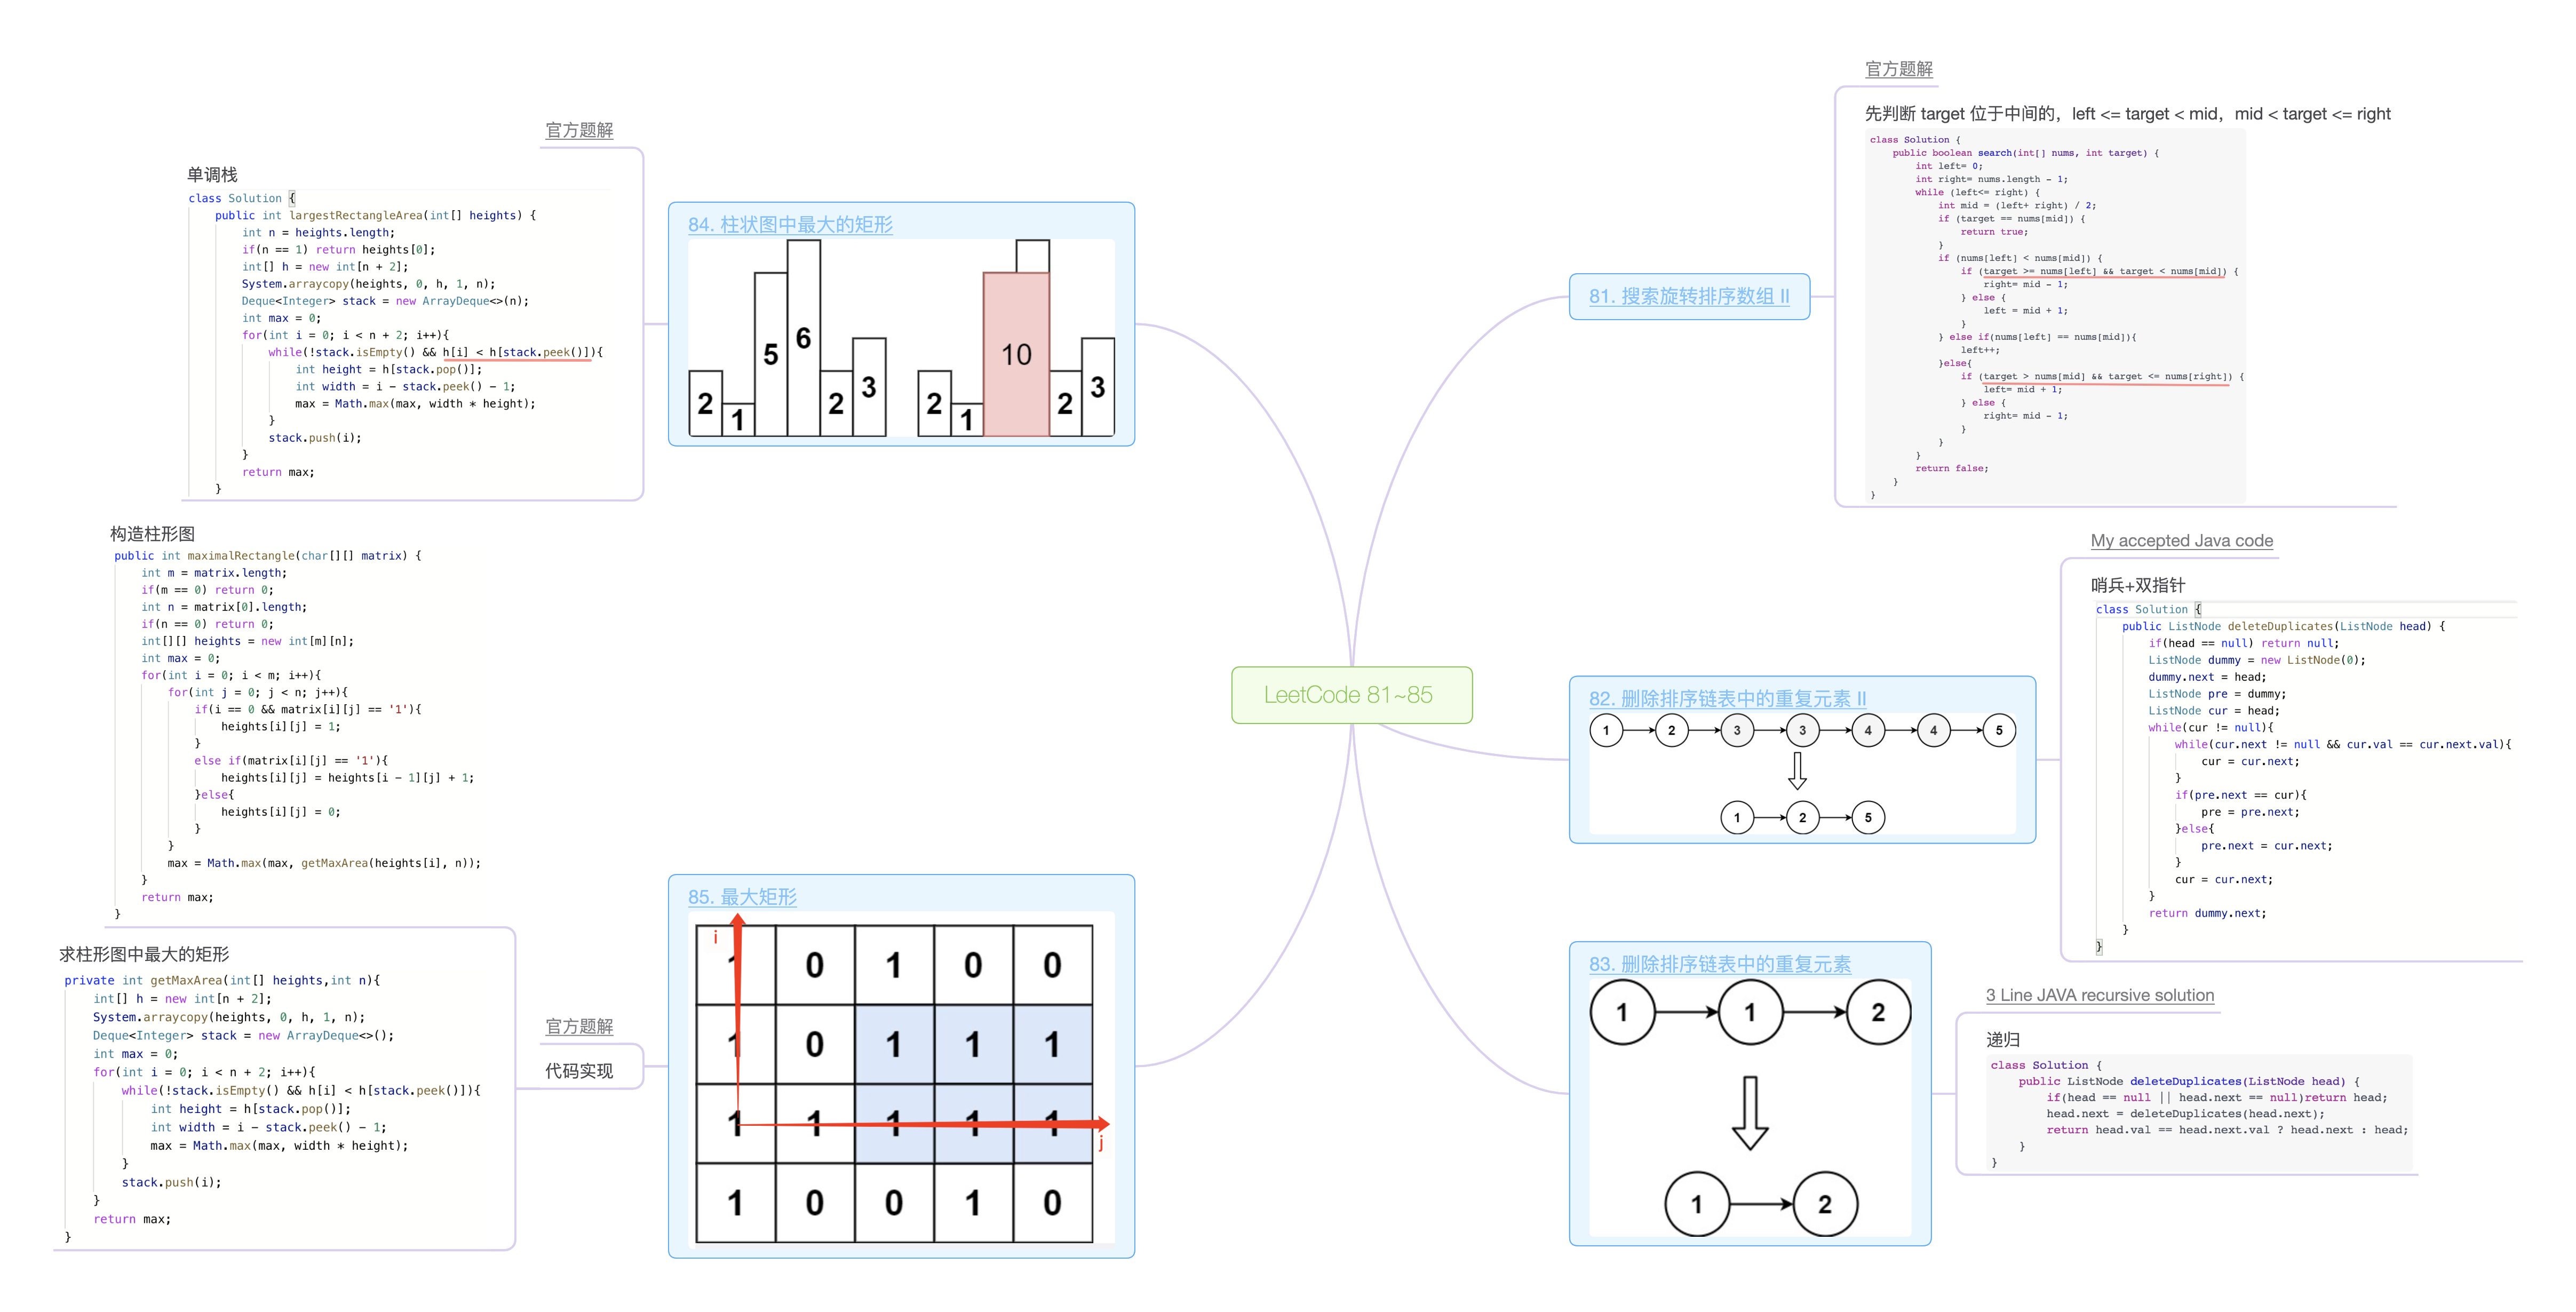 LeetCode 81~85
81. 搜索旋转排序数组 II
官方题解
先判断 target 位于中间的，left <= target < mid，mid < target <= right
class Solution {
public boolean search(int[] nums, int target) {
int left= 0;
int right= nums.length - 1;
while (left<= right) {
int mid = (left+ right) / 2;
if (target == nums[mid]) {
return true;
}
if (nums[left] < nums[mid]) {
if (target >= nums[left] && target < nums[mid]) {
right= mid - 1;
} else {
left = mid + 1;
}
} else if(nums[left] == nums[mid]){
left++;
}else{
if (target > nums[mid] && target <= nums[right]) {
left= mid + 1;
} else {
right= mid - 1;
}
}
}
return false;
}
}
82. 删除排序链表中的重复元素 II
1 2 3 3 4 4 5
1 2 5
My accepted Java code
哨兵+双指针
class Solution {
public ListNode deleteDuplicates(ListNode head) {
if(head == null) return null;
ListNode dummy = new ListNode(0);
dummy.next = head;
ListNode pre = dummy;
ListNode cur = head;
while(cur != null){
while(cur.next != null && cur.val == cur.next.val){
cur = cur.next;
}
if(pre.next == cur){
pre = pre.next;
}else{
pre.next = cur.next;
}
cur = cur.next;
}
return dummy.next;
}
}
83. 删除排序链表中的重复元素
1 1 2
1 2
3 Line JAVA recursive solution
递归
class Solution {
public ListNode deleteDuplicates(ListNode head) {
if(head == null || head.next == null)return head;
head.next = deleteDuplicates(head.next);
return head.val == head.next.val ? head.next : head;
}
}
84. 柱状图中最大的矩形
2 1 5 6 2 3
2 1 10 2 3
官方题解
单调栈
class Solution {
public int largestRectangleArea(int[] heights) {
int n = heights.length;
if(n == 1) return heights[0];
int[] h = new int[n + 2];
System.arraycopy(heights, 0, h, 1, n);
Deque<Integer> stack = new ArrayDeque<>(n);
int max = 0;
for(int i = 0; i < n + 2; i++){
while(!stack.isEmpty() && h[i] < h[stack.peek()]){
int height = h[stack.pop()];
int width = i - stack.peek() - 1;
max = Math.max(max, width * height);
}
stack.push(i);
}
return max;
}
85. 最大矩形
i
1 0 1 0 0
1 0 1 1 1
1 1 1 1 1
j
1 0 0 1 0
官方题解
代码实现
构造柱形图
public int maximalRectangle(char[][] matrix) {
int m = matrix.length;
if(m == 0) return 0;
int n = matrix[0].length;
if(n == 0) return 0;
int[][] heights = new int[m][n];
int max = 0;
for(int i = 0; i < m; i++){
for(int j = 0; j < n; j++){
if(i == 0 && matrix[i][j] == '1'){
heights[i][j] = 1;
}
else if(matrix[i][j] == '1'){
heights[i][j] = heights[i - 1][j] + 1;
}else{
heights[i][j] = 0;
}
}
max = Math.max(max, getMaxArea(heights[i], n));
}
return max;
}
求柱形图中最大的矩形
private int getMaxArea(int[] heights,int n){
int[] h = new int[n + 2];
System.arraycopy(heights, 0, h, 1, n);
Deque<Integer> stack = new ArrayDeque<>();
int max = 0;
for(int i = 0; i < n + 2; i++){
while(!stack.isEmpty() && h[i] < h[stack.peek()]){
int height = h[stack.pop()];
int width = i - stack.peek() - 1;
max = Math.max(max, width * height);
}
stack.push(i);
}
return max;
}